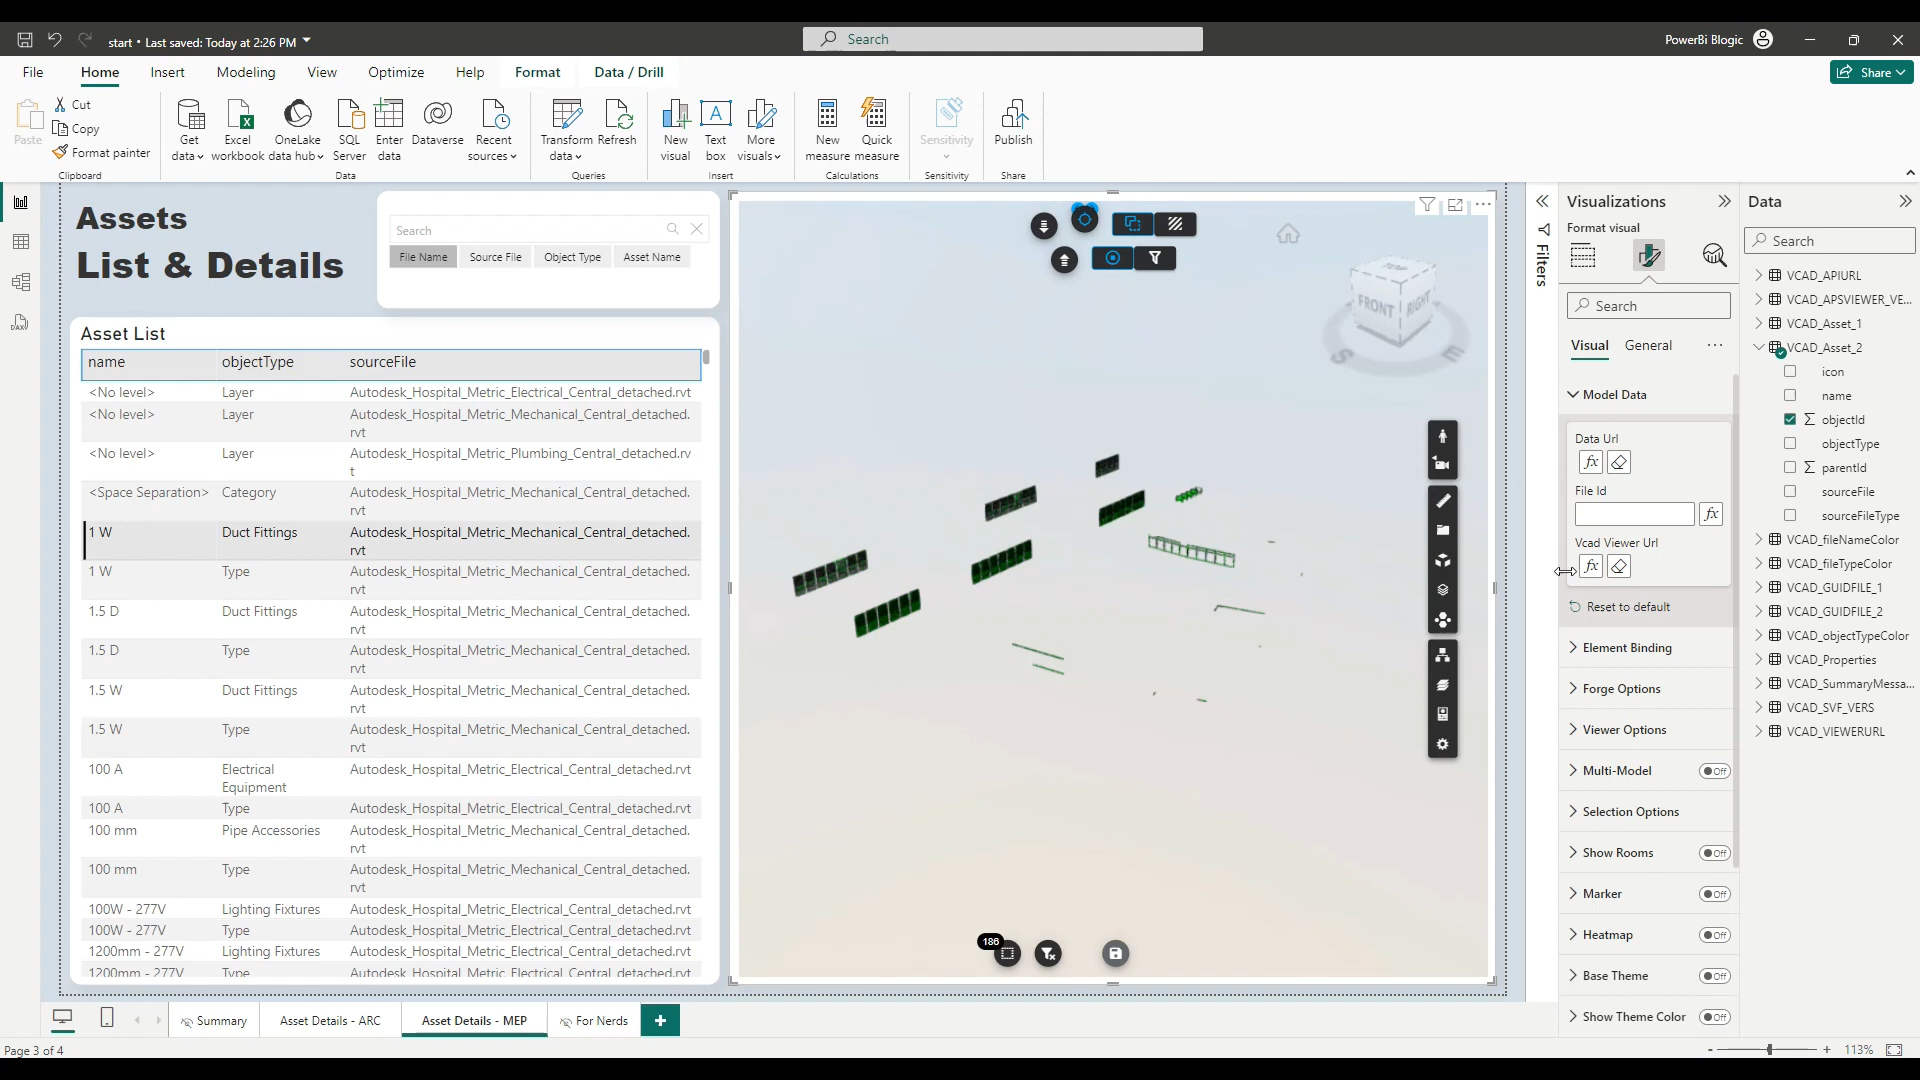 start • Last saved: Today at 2:26 PM
Search
PowerBi Blogic
File Home Insert Modeling View Optimize Help Format Data / Drill
Share
Paste
Cut
Copy
Format painter
Clipboard
Get data
Excel workbook
OneLake data hub
SQL Server
Enter data
Dataverse
Recent sources
Data
Transform data
Refresh
Queries
New visual
Text box
More visuals
Insert
New measure
Quick measure
Calculations
Sensitivity
Sensitivity
Publish
Share
Assets
List & Details
Search
File Name Source File Object Type Asset Name
Asset List
name objectType sourceFile
<No level> Layer Autodesk_Hospital_Metric_Electrical_Central_detached.rvt
<No level> Layer Autodesk_Hospital_Metric_Mechanical_Central_detached.
rvt
<No level> Layer Autodesk_Hospital_Metric_Plumbing_Central_detached.rv
t
<Space Separation> Category Autodesk_Hospital_Metric_Mechanical_Central_detached.
rvt
1 W Duct Fittings Autodesk_Hospital_Metric_Mechanical_Central_detached.
rvt
1 W Type Autodesk_Hospital_Metric_Mechanical_Central_detached.
rvt
1.5 D Duct Fittings Autodesk_Hospital_Metric_Mechanical_Central_detached.
rvt
1.5 D Type Autodesk_Hospital_Metric_Mechanical_Central_detached.
rvt
1.5 W Duct Fittings Autodesk_Hospital_Metric_Mechanical_Central_detached.
rvt
1.5 W Type Autodesk_Hospital_Metric_Mechanical_Central_detached.
rvt
100 A Electrical Autodesk_Hospital_Metric_Electrical_Central_detached.rvt
Equipment
100 A Type Autodesk_Hospital_Metric_Electrical_Central_detached.rvt
100 mm Pipe Accessories Autodesk_Hospital_Metric_Mechanical_Central_detached.
rvt
100 mm Type Autodesk_Hospital_Metric_Mechanical_Central_detached.
rvt
100W - 277V Lighting Fixtures Autodesk_Hospital_Metric_Electrical_Central_detached.rvt
100W - 277V Type Autodesk_Hospital_Metric_Electrical_Central_detached.rvt
1200mm - 277V Lighting Fixtures Autodesk_Hospital_Metric_Electrical_Central_detached.rvt
1200mm - 277V Type Autodesk_Hospital_Metric_Electrical_Central_detached.rvt
TOP
FRONT
RIGHT
S
E
186
Filters
Visualizations
Format visual
Search
Visual General
Model Data
Data Url
fx
File Id
fx
Vcad Viewer Url
fx
Reset to default
Element Binding
Forge Options
Viewer Options
Multi-Model Off
Selection Options
Show Rooms Off
Marker Off
Heatmap Off
Base Theme Off
Show Theme Color Off
Data
Search
VCAD_APIURL
VCAD_APSVIEWER_VE...
VCAD_Asset_1
VCAD_Asset_2
icon
name
objectId
objectType
parentId
sourceFile
sourceFileType
VCAD_fileNameColor
VCAD_fileTypeColor
VCAD_GUIDFILE_1
VCAD_GUIDFILE_2
VCAD_objectTypeColor
VCAD_Properties
VCAD_SummaryMessa...
VCAD_SVF_VERS
VCAD_VIEWERURL
Summary Asset Details - ARC Asset Details - MEP For Nerds
Page 3 of 4
113%